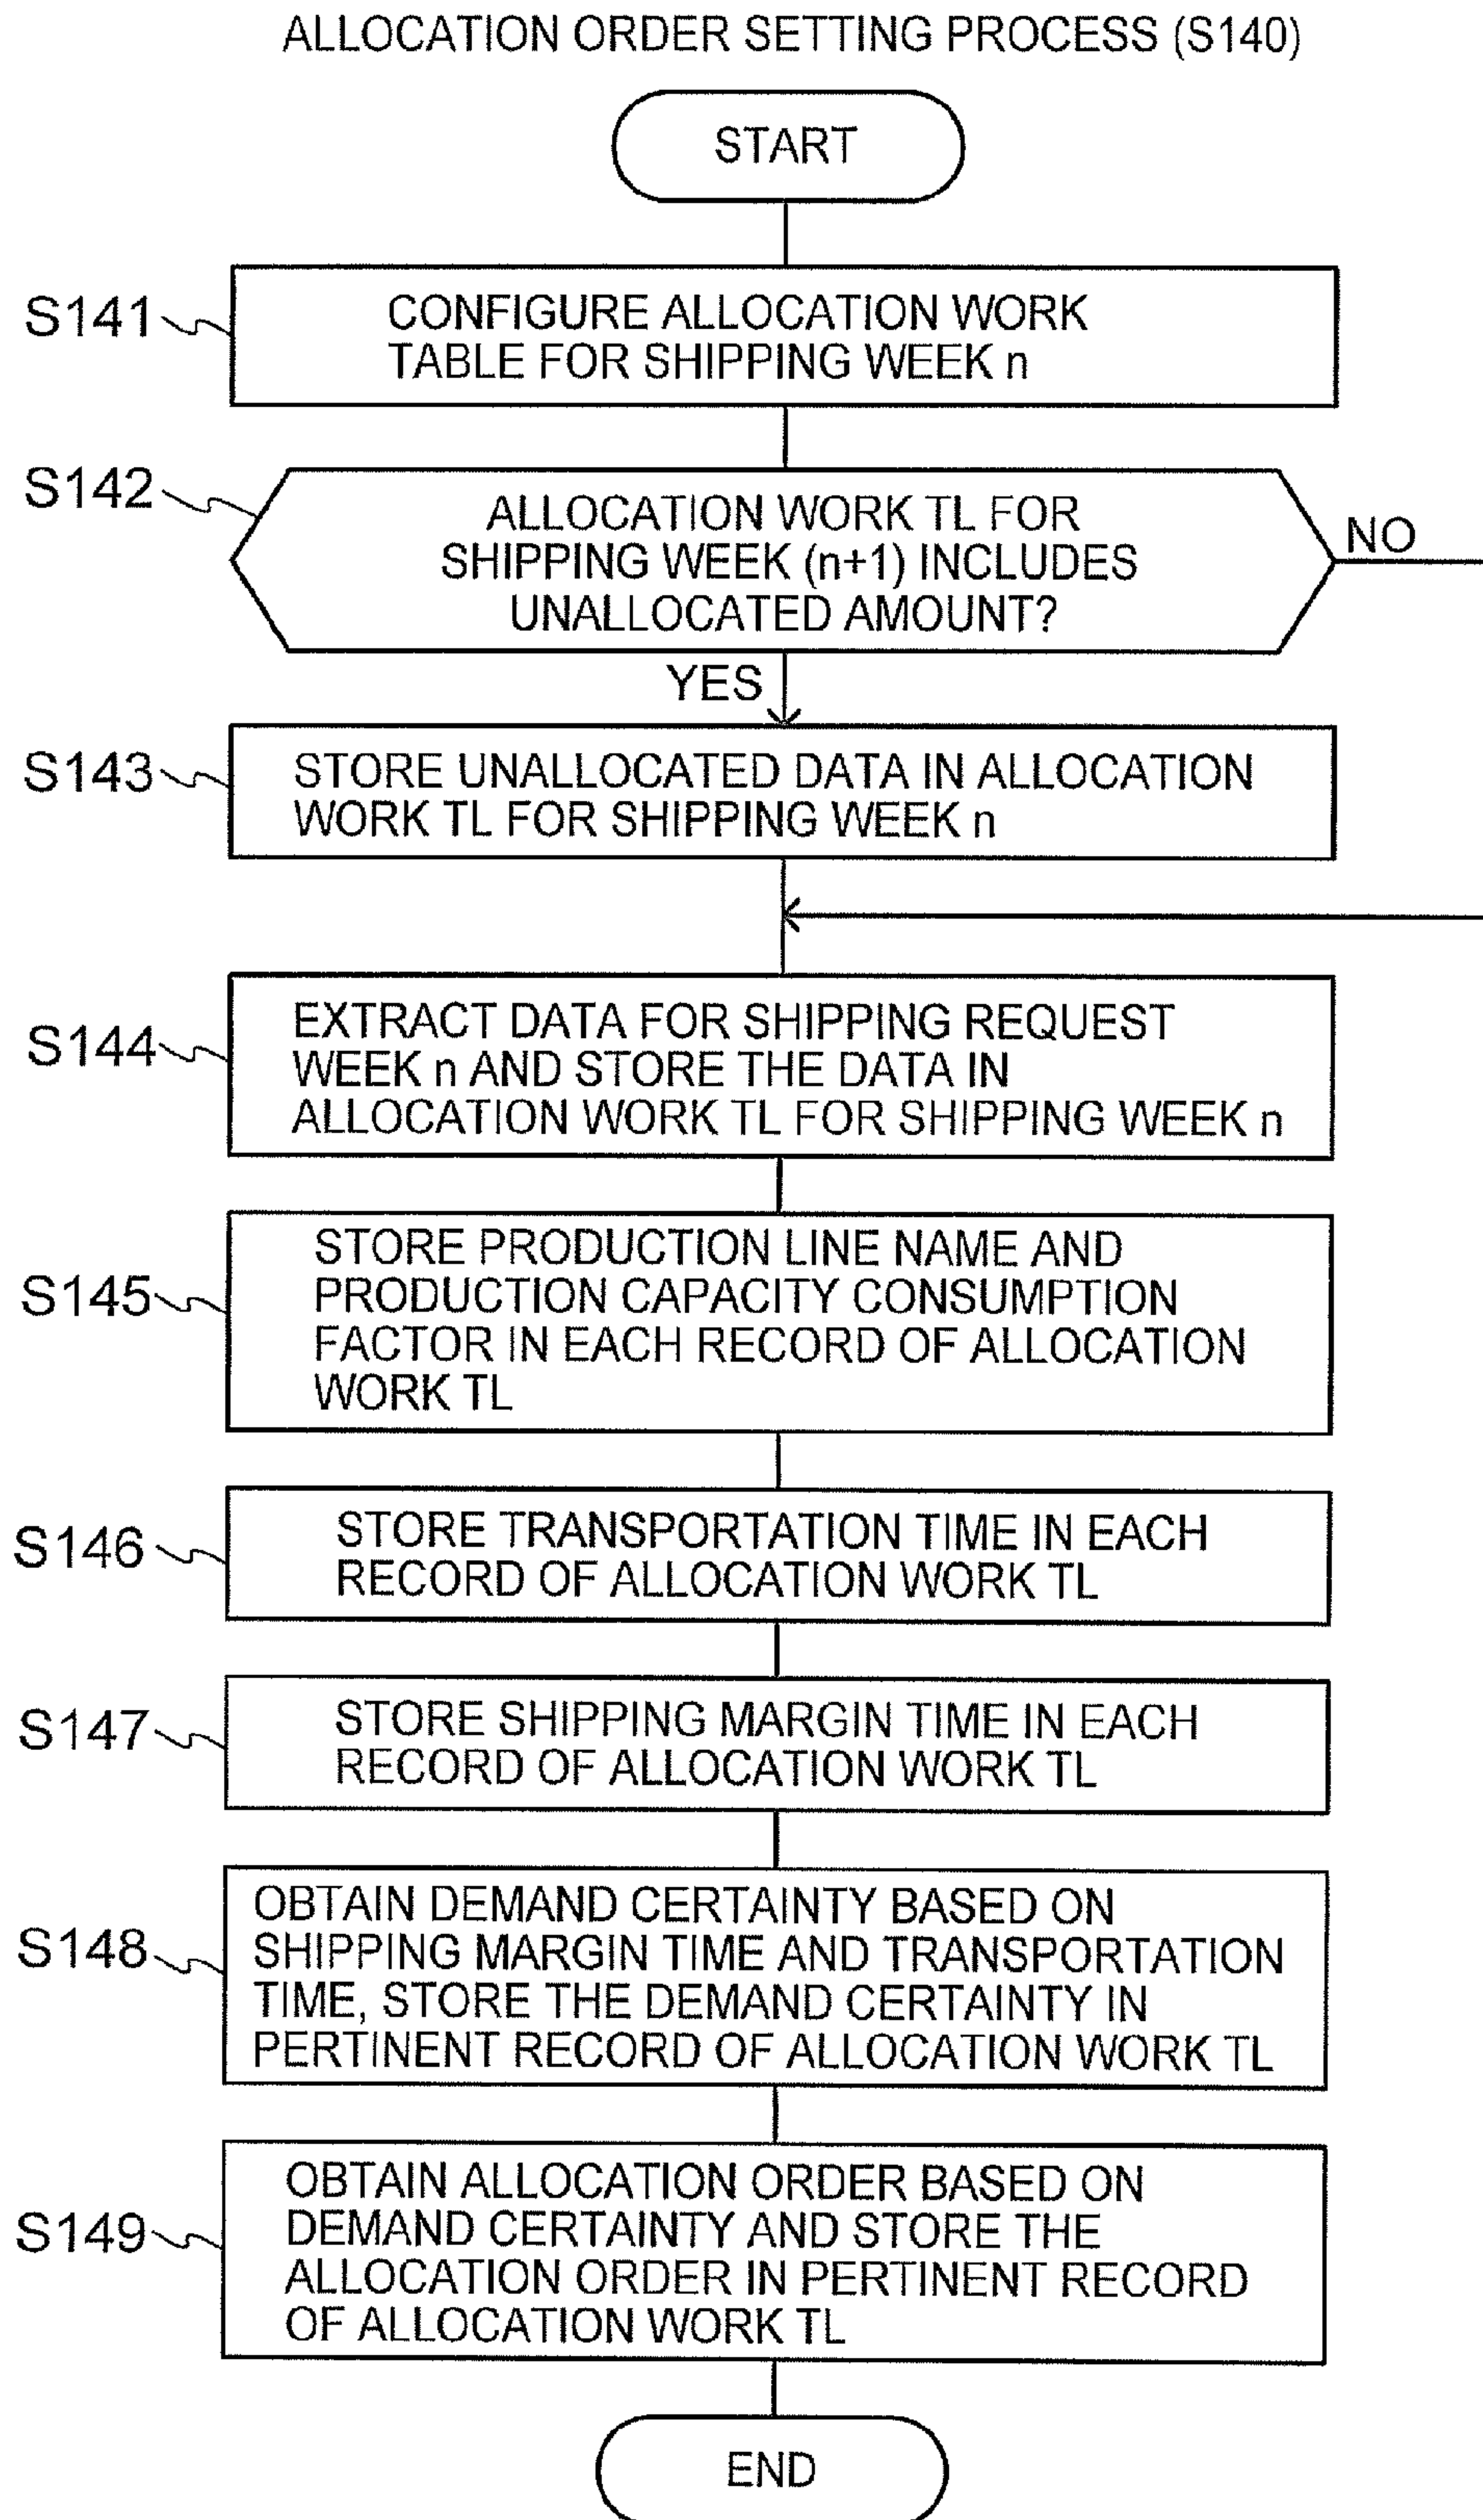 ALLOCATION ORDER SETTING PROCESS (S140)
START
S141
CONFIGURE ALLOCATION WORK
TABLE FOR SHIPPING WEEK n
S142
ALLOCATION WORK TL FOR
SHIPPING WEEK (n+1) INCLUDES
UNALLOCATED AMOUNT?
NO
YES
S143
STORE UNALLOCATED DATA IN ALLOCATION
WORK TL FOR SHIPPING WEEK n
S144
EXTRACT DATA FOR SHIPPING REQUEST
WEEK n AND STORE THE DATA IN
ALLOCATION WORK TL FOR SHIPPING WEEK n
S145
STORE PRODUCTION LINE NAME AND
PRODUCTION CAPACITY CONSUMPTION
FACTOR IN EACH RECORD OF ALLOCATION
WORK TL
S146
STORE TRANSPORTATION TIME IN EACH
RECORD OF ALLOCATION WORK TL
S147
STORE SHIPPING MARGIN TIME IN EACH
RECORD OF ALLOCATION WORK TL
S148
OBTAIN DEMAND CERTAINTY BASED ON
SHIPPING MARGIN TIME AND TRANSPORTATION
TIME, STORE THE DEMAND CERTAINTY IN
PERTINENT RECORD OF ALLOCATION WORK TL
S149
OBTAIN ALLOCATION ORDER BASED ON
DEMAND CERTAINTY AND STORE THE
ALLOCATION ORDER IN PERTINENT RECORD
OF ALLOCATION WORK TL
END